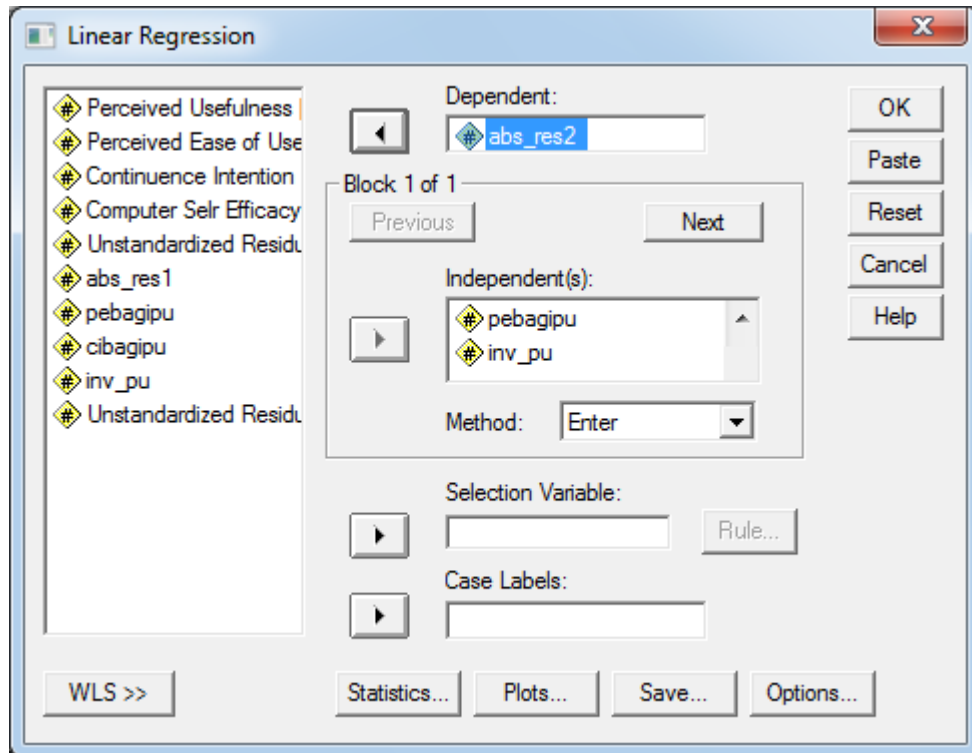 Linear Regression
Perceived Usefulness
Perceived Ease of Use
Continuence Intention
Computer Selr Efficacy
Unstandardized Residu
abs_res1
pebagipu
cibagipu
inv_pu
Unstandardized Residu
Dependent:
abs_res2
Block 1 of 1
Previous
Next
Independent(s):
pebagipu
inv_pu
Method: Enter
Selection Variable:
Rule...
Case Labels:
OK
Paste
Reset
Cancel
Help
WLS >>
Statistics...
Plots...
Save...
Options...